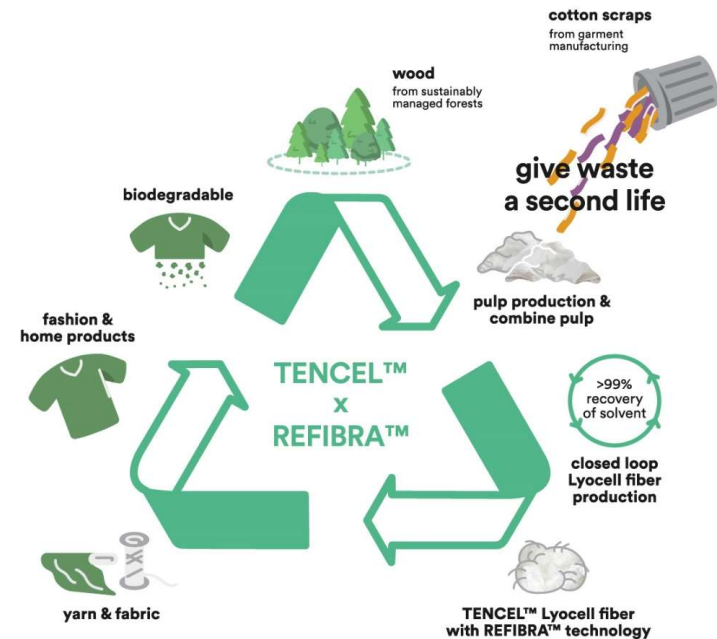 cotton scraps
from garment
manufacturing
wood
from sustainably
managed forests
give waste
a second life
biodegradable
pulp production &
combine pulp
fashion &
home products
TENCEL™
x
REFIBRA™
>99%
recovery
of solvent
closed loop
Lyocell fiber
production
yarn & fabric
TENCEL™ Lyocell fiber
with REFIBRA™ technology